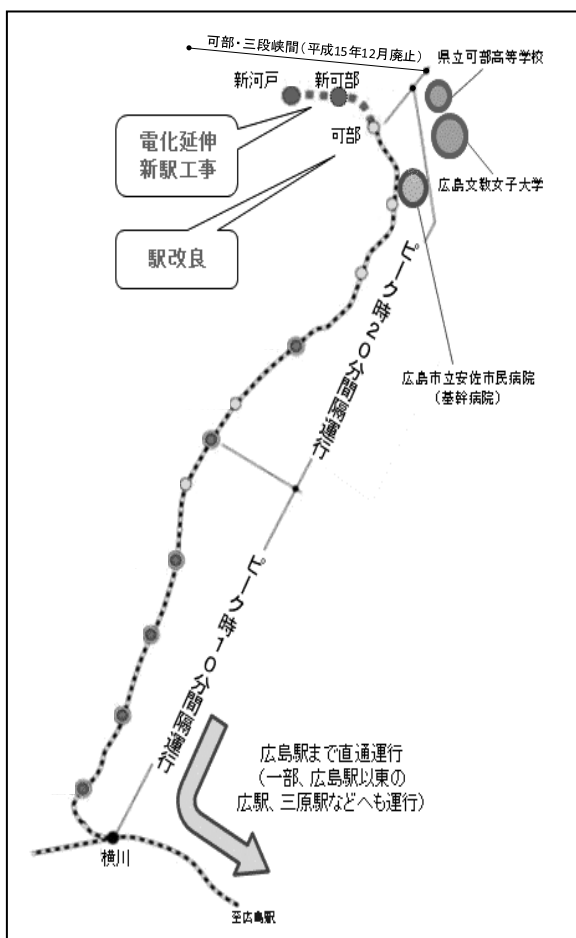 可部・三段峡間(平成15年12月廃止)
県立可部高等学校
新河戸
新可部
可部
広島文教女子大学
電化延伸
新駅工事
駅改良
ピーク時20分間隔運行
広島市立安佐市民病院
(基幹病院)
ピーク時10分間隔運行
広島駅まで直通運行
(一部、広島駅以東の
広駅、三原駅などへも運行)
横川
至広島駅